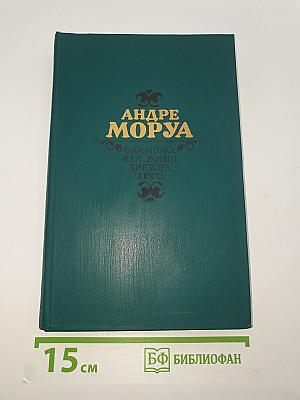 АНДРЕ
МОРУА
ОЛИМПИО,
ИЛИ ЖИЗНЬ
ВИКТОРА
ГЮГО
15 см
БФ БИБЛИОФАН